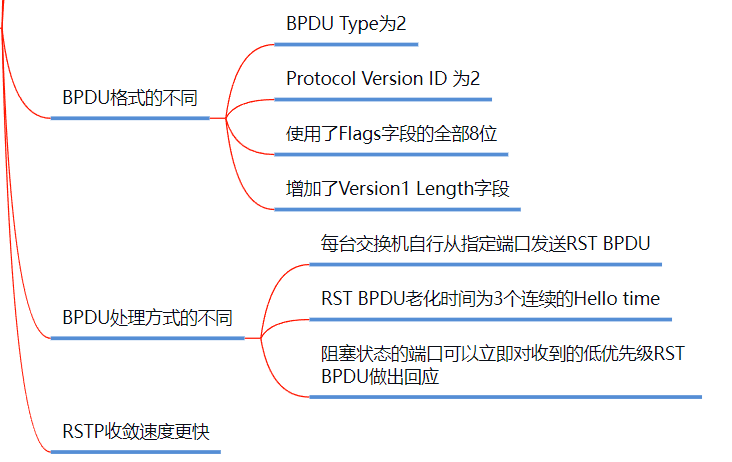 BPDU格式的不同
BPDU Type为2
Protocol Version ID 为2
使用了Flags字段的全部8位
增加了Version1 Length字段
BPDU处理方式的不同
每台交换机自行从指定端口发送RST BPDU
RST BPDU老化时间为3个连续的Hello time
阻塞状态的端口可以立即对收到的低优先级RST
BPDU做出回应
RSTP收敛速度更快